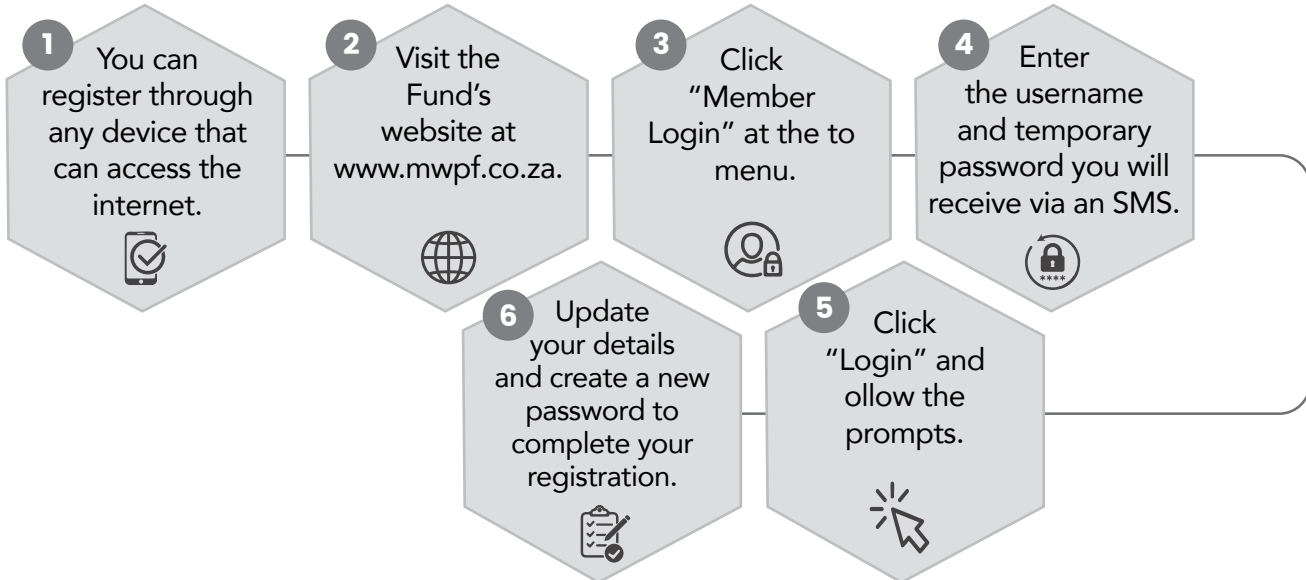 1
You can
register through
any device that
can access the
internet.
2
Visit the
Fund's
website at
www.mwpf.co.za.
3
Click
"Member
Login" at the to
menu.
4
Enter
the username
and temporary
password you will
receive via an SMS.
5
Click
"Login" and
ollow the
prompts.
6
Update
your details
and create a new
password to
complete your
registration.
****